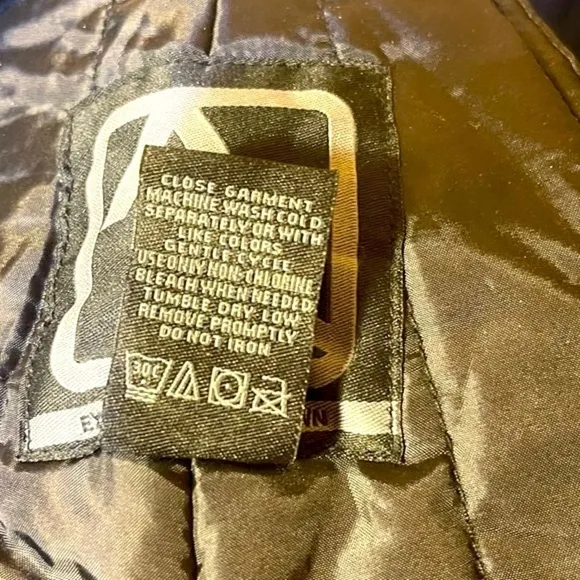 CLOSE GARMENT
MACHINE WASH COLD
SEPARATELY OR WITH
LIKE COLORS
GENTLE CYCLE
USE ONLY NON-CHLORINE
BLEACH WHEN NEEDED
TUMBLE DRY, LOW
REMOVE PROMPTLY
DO NOT IRON
30C